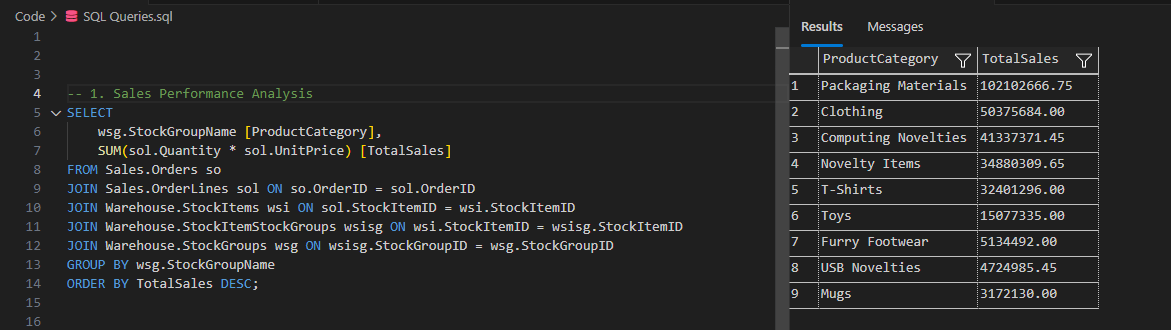 Code > SQL Queries.sql
1
2
3
4 -- 1. Sales Performance Analysis
5 SELECT
6 wsg.StockGroupName [ProductCategory],
7 SUM(sol.Quantity * sol.UnitPrice) [TotalSales]
8 FROM Sales.Orders so
9 JOIN Sales.OrderLines sol ON so.OrderID = sol.OrderID
10 JOIN Warehouse.StockItems wsi ON sol.StockItemID = wsi.StockItemID
11 JOIN Warehouse.StockItemStockGroups wsisg ON wsi.StockItemID = wsisg.StockItemID
12 JOIN Warehouse.StockGroups wsg ON wsisg.StockGroupID = wsg.StockGroupID
13 GROUP BY wsg.StockGroupName
14 ORDER BY TotalSales DESC;
15
16
Results Messages
ProductCategory TotalSales
1 Packaging Materials 102102666.75
2 Clothing 50375684.00
3 Computing Novelties 41337371.45
4 Novelty Items 34880309.65
5 T-Shirts 32401296.00
6 Toys 15077335.00
7 Furry Footwear 5134492.00
8 USB Novelties 4724985.45
9 Mugs 3172130.00